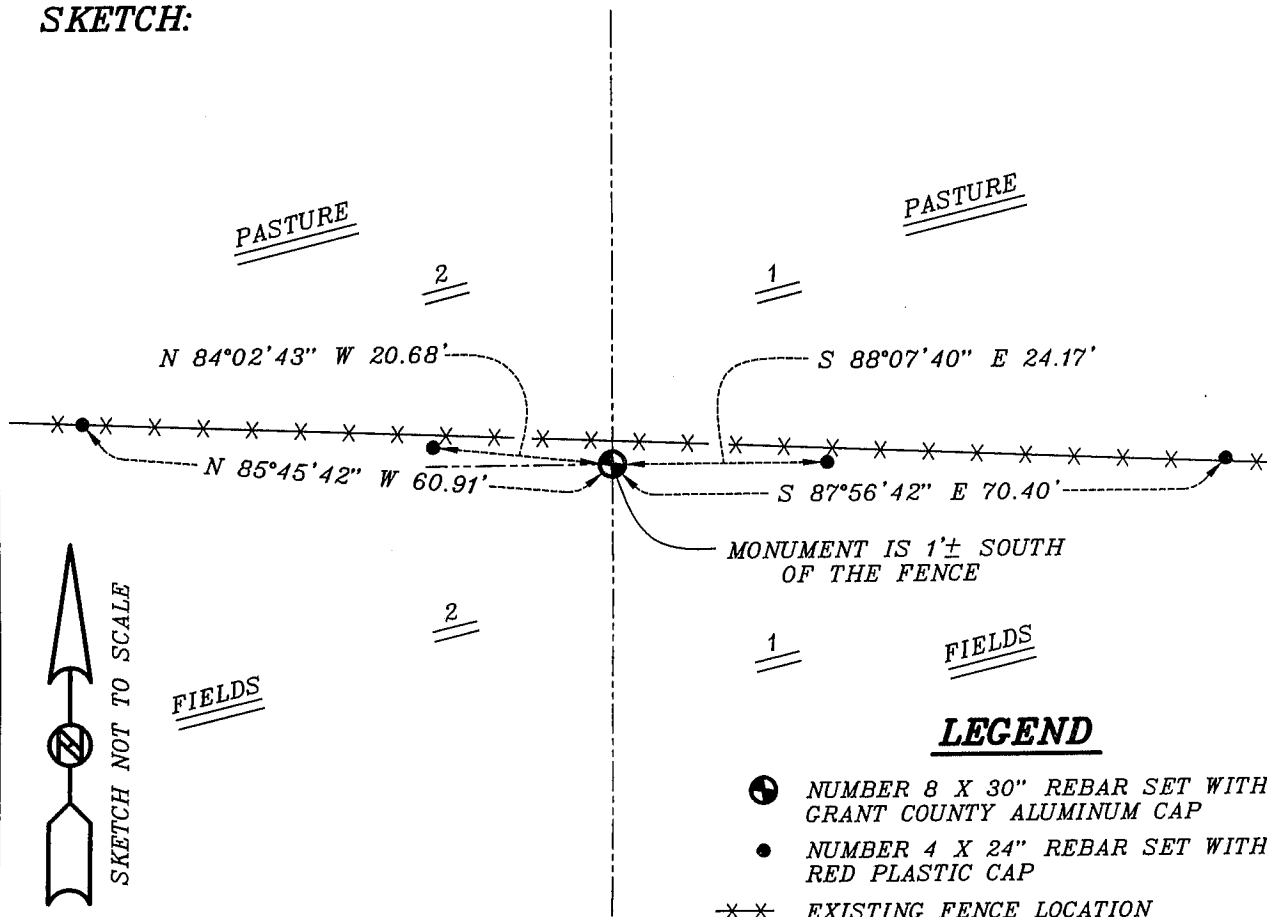 SKETCH:
PASTURE
PASTURE
2
1
N 84°02'43" W 20.68'
S 88°07'40" E 24.17'
N 85°45'42" W 60.91'
S 87°56'42" E 70.40'
MONUMENT IS 1'± SOUTH
OF THE FENCE
2
1
FIELDS
FIELDS
N
SKETCH NOT TO SCALE
LEGEND
NUMBER 8 X 30" REBAR SET WITH
GRANT COUNTY ALUMINUM CAP
NUMBER 4 X 24" REBAR SET WITH
RED PLASTIC CAP
EXISTING FENCE LOCATION